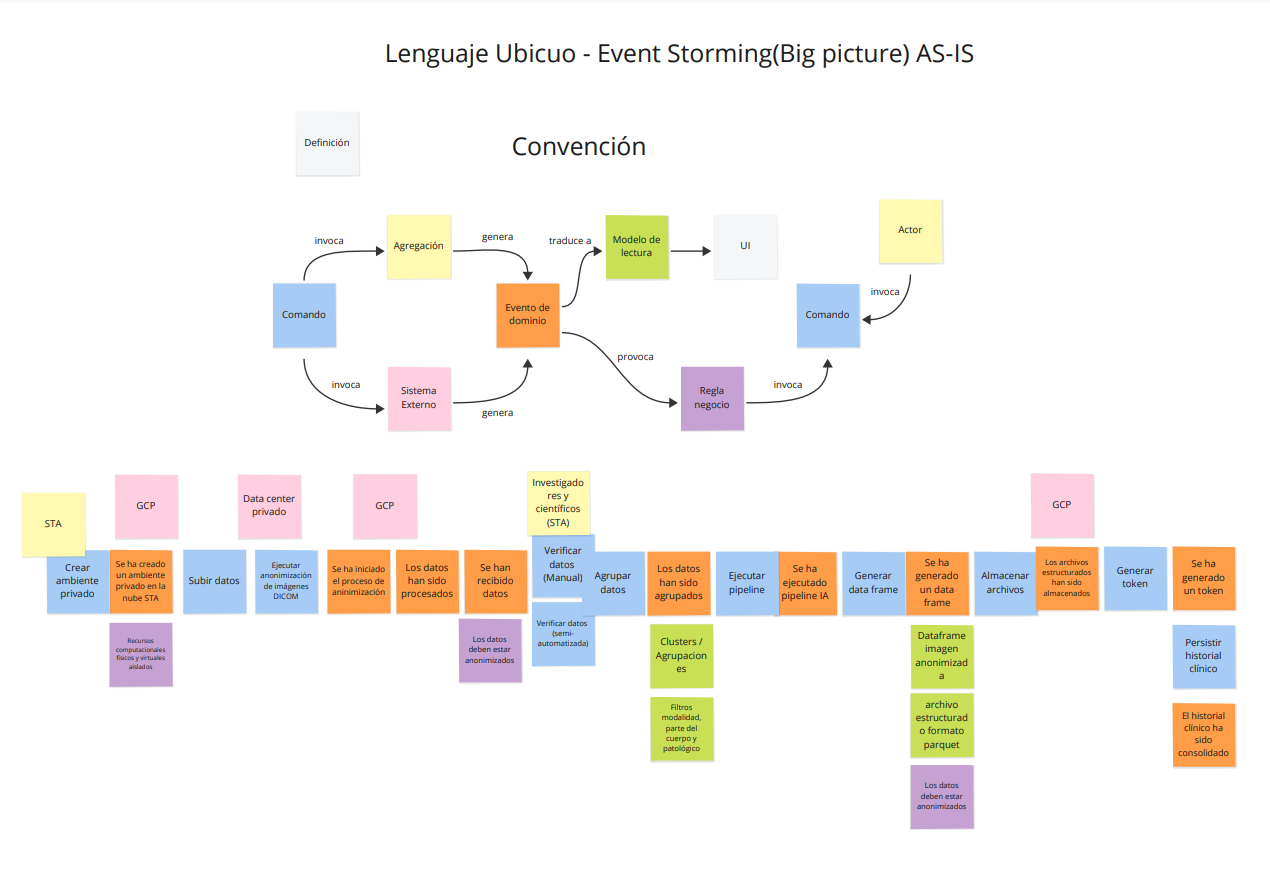 Lenguaje Ubicuo - Event Storming(Big picture) AS-IS
Definición
Convención
invoca
Agregación
genera
traduce a
Modelo de
lectura
UI
Actor
invoca
Comando
Evento de
dominio
Comando
invoca
Sistema
Externo
genera
provoca
Regla
negocio
invoca
STA
GCP
Data center
privado
GCP
Investigado
res y
científicos
(STA)
GCP
Crear
ambiente
privado
Se ha creado
un ambiente
privado en la
nube STA
Subir datos
Ejecutar
anonimización
de imágenes
DICOM
Se ha iniciado
el proceso de
aninimización
Los datos
han sido
procesados
Se han
recibido
datos
Verificar
datos
(Manual)
Agrupar
datos
Los datos
han sido
agrupados
Ejecutar
pipeline
Se ha
ejecutado
pipeline IA
Generar
data frame
Se ha
generado
un data
frame
Almacenar
archivos
Los archivos
estructurados
han sido
almacenados
Generar
token
Se ha
generado
un token
Recursos
computacionales
físicos y virtuales
aislados
Los datos
deben estar
anonimizados
Verificar datos
(semi-
automatizada)
Clusters /
Agrupacion
es
Dataframe
imagen
anonimizad
a
Persistir
historial
clínico
Filtros
modalidad,
parte del
cuerpo y
patológico
archivo
estructurad
o formato
parquet
El historial
clínico ha
sido
consolidado
Los datos
deben estar
anonimizados